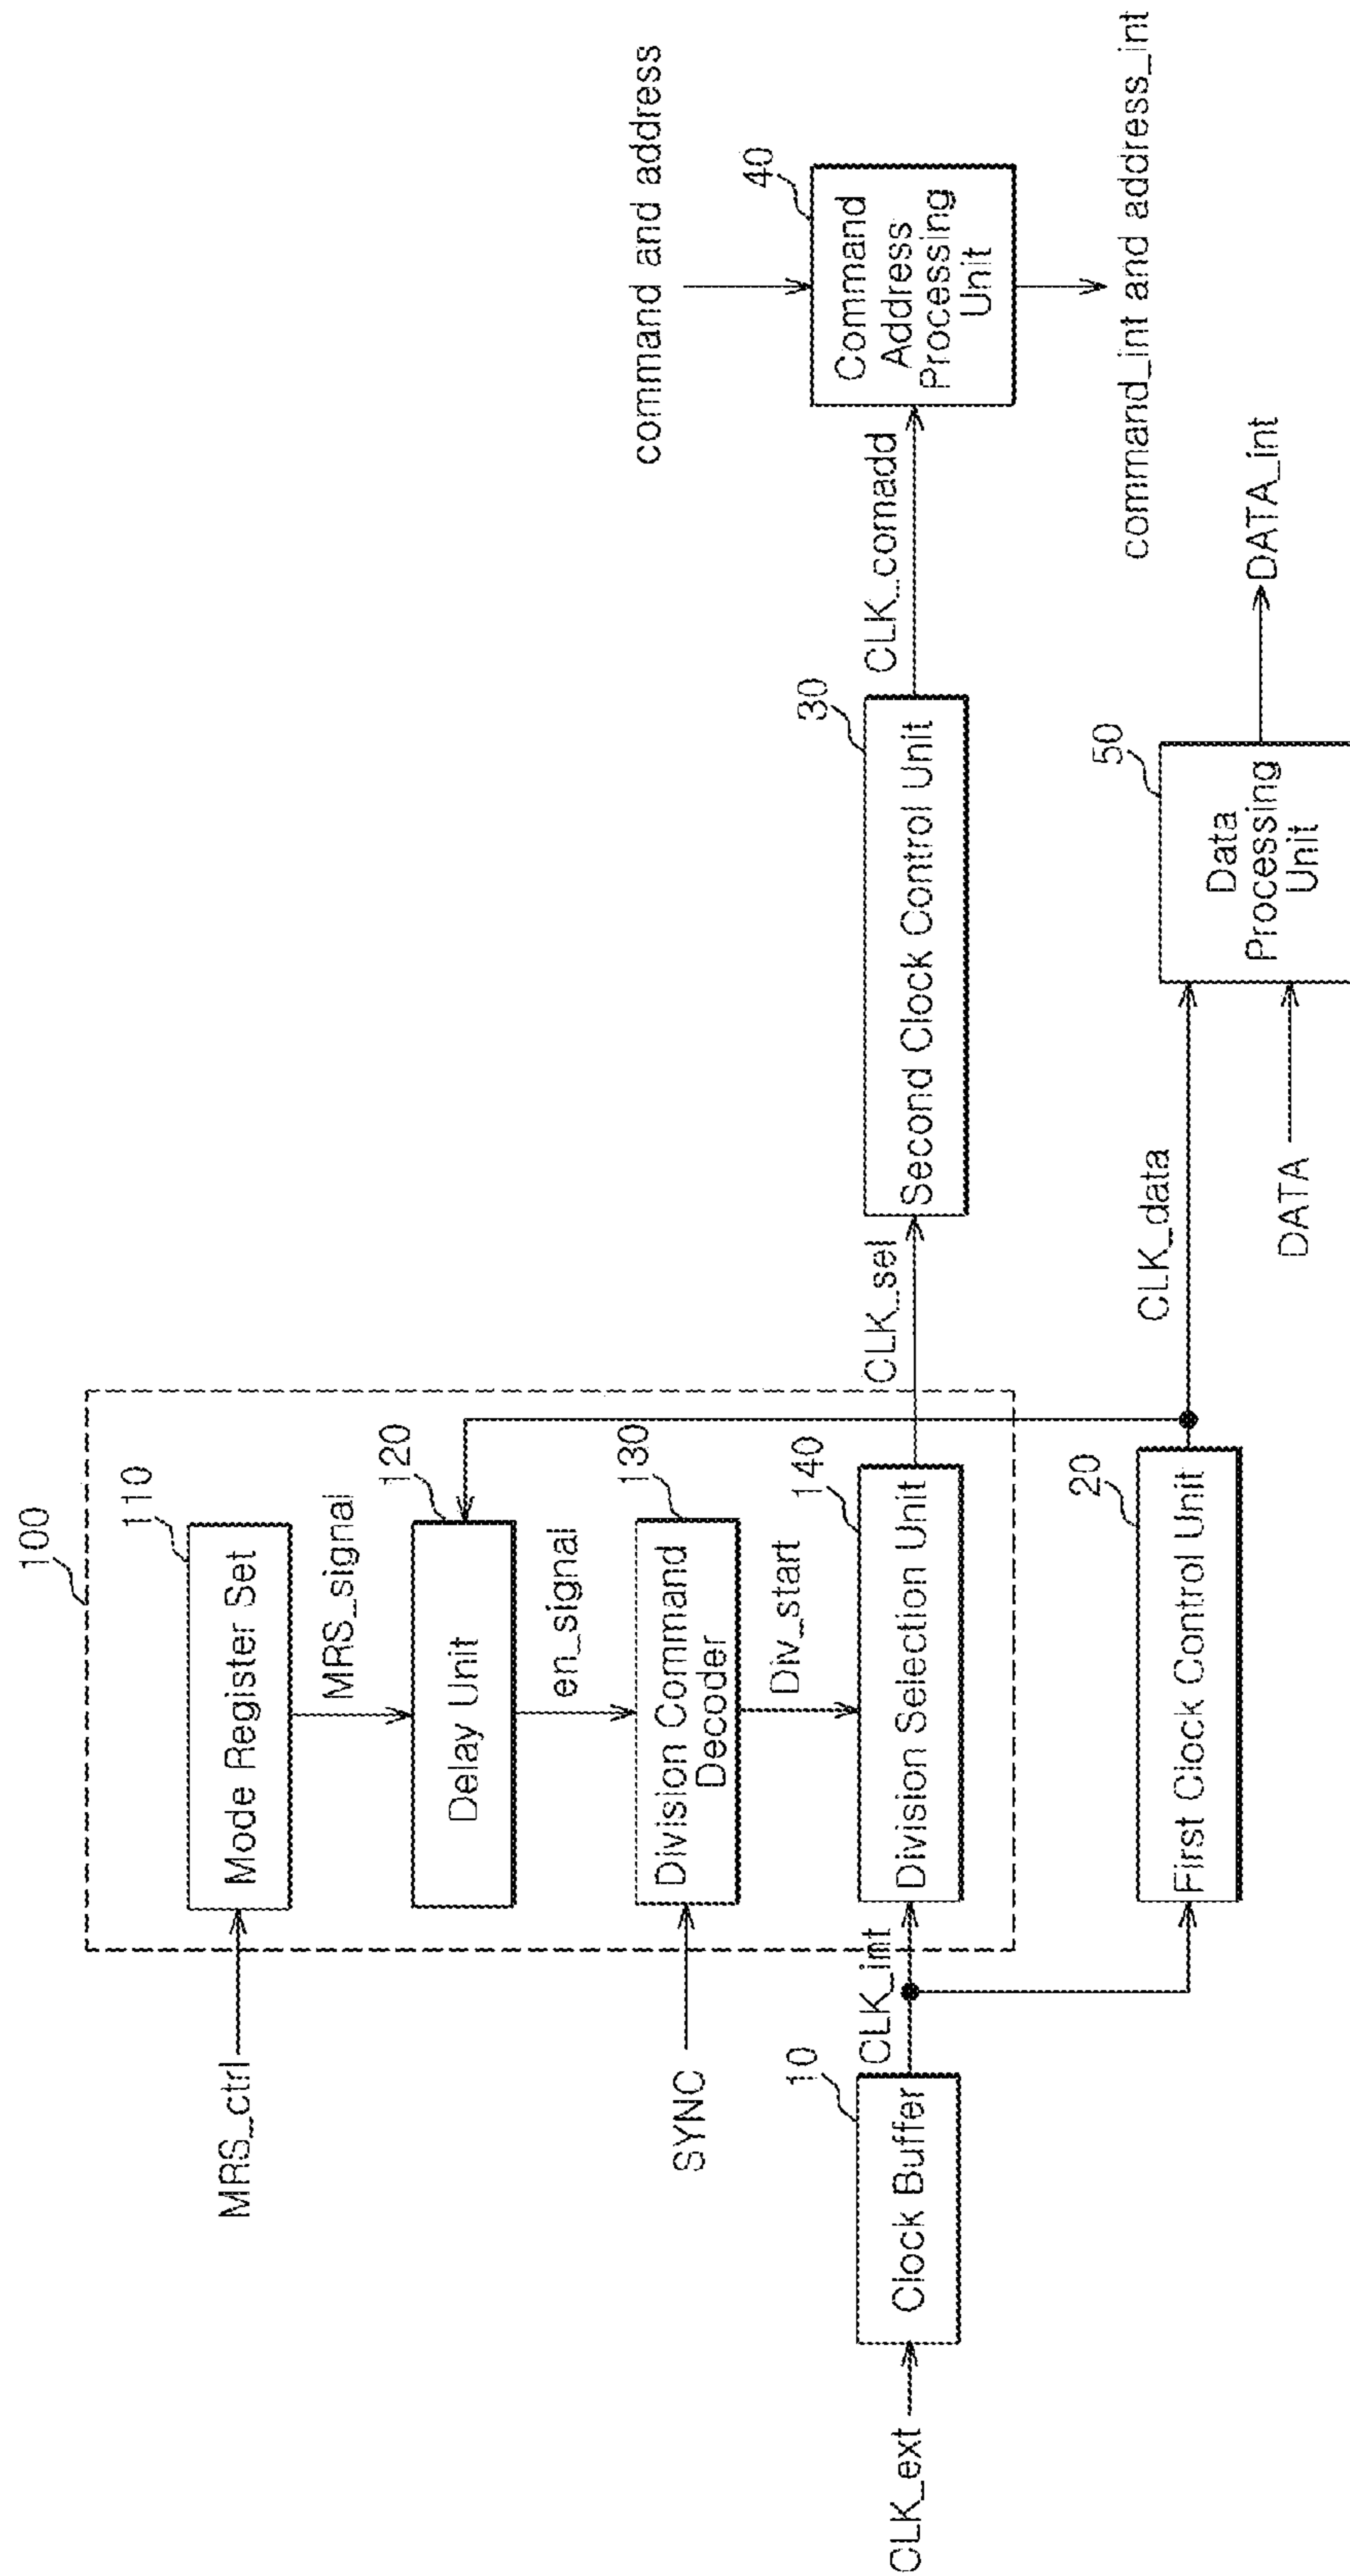 100
110
MRS_ctrl
Mode Register Set
MRS_signal
120
Delay Unit
en_signal
130
SYNC
Division Command
Decoder
Div_start
140
CLK_ext
10
Clock Buffer
CLK_int
Division Selection Unit
CLK_sel
30
Second Clock Control Unit
CLK_comadd
command and address
40
Command
Address
Processing
Unit
command_int and address_int
20
First Clock Control Unit
CLK_data
DATA
50
Data
Processing
Unit
DATA_int